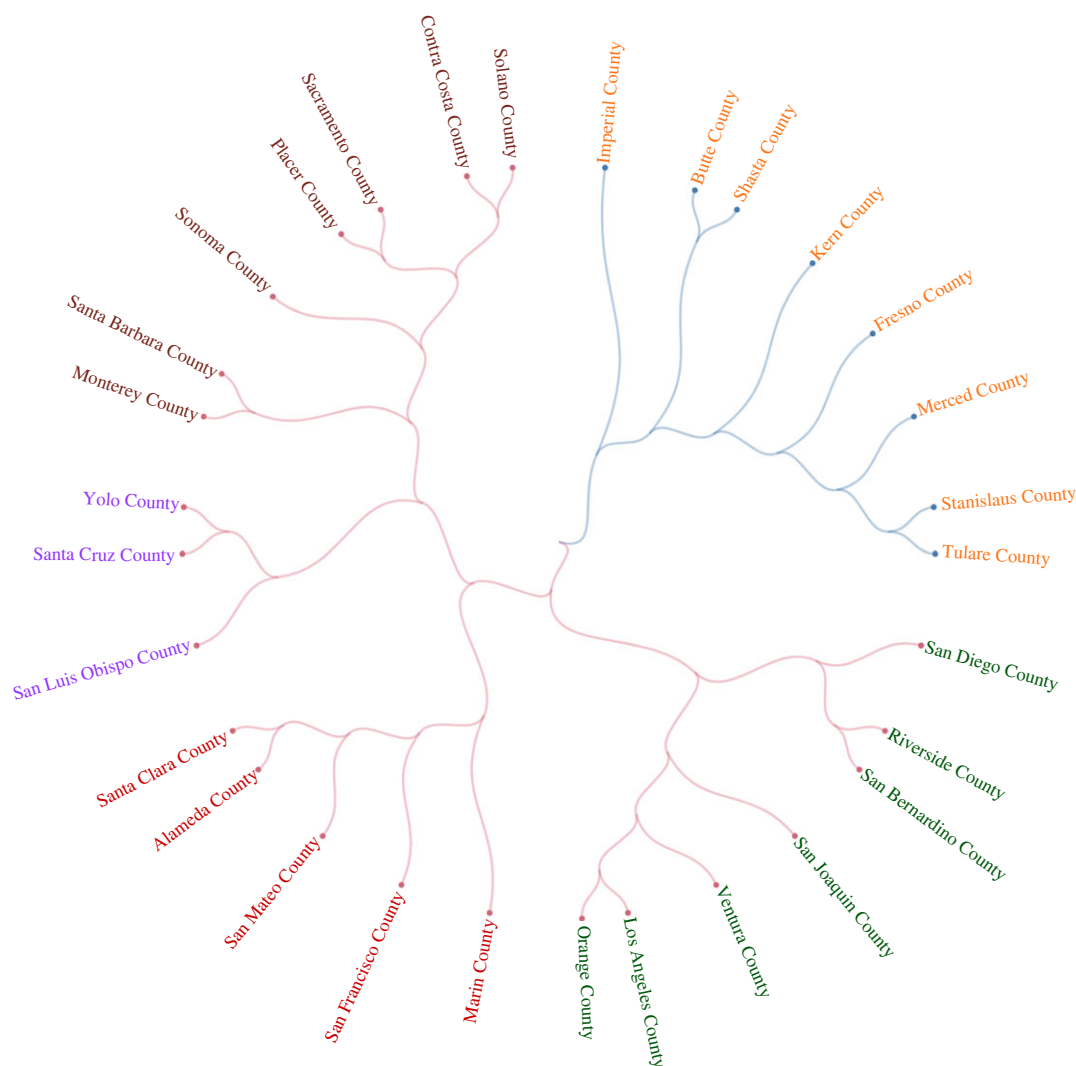 Imperial County
Butte County
Shasta County
Kern County
Fresno County
Merced County
Stanislaus County
Tulare County
San Diego County
Riverside County
San Bernardino County
San Joaquin County
Ventura County
Los Angeles County
Orange County
Marin County
San Francisco County
San Mateo County
Alameda County
Santa Clara County
San Luis Obispo County
Santa Cruz County
Yolo County
Monterey County
Santa Barbara County
Sonoma County
Placer County
Sacramento County
Contra Costa County
Solano County